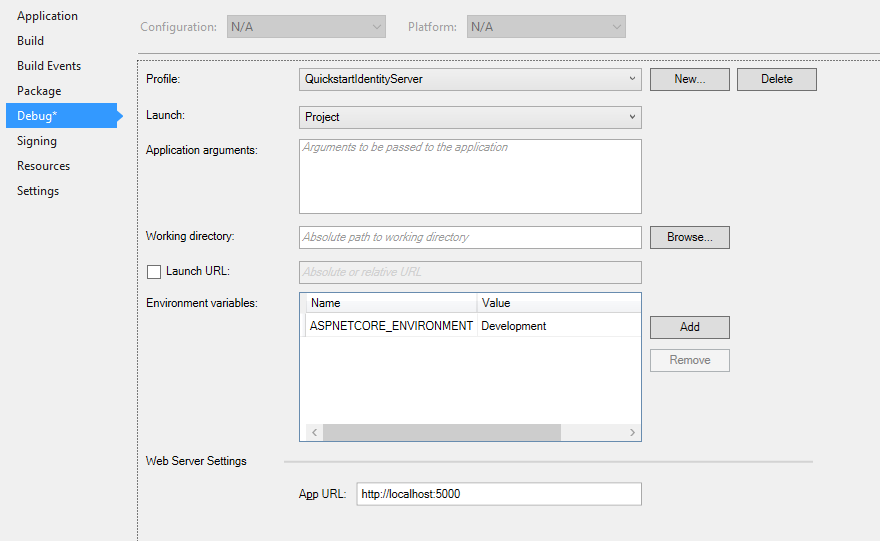 Application
Build
Build Events
Package
Debug*
Signing
Resources
Settings
Configuration: N/A Platform: N/A
Profile: QuickstartIdentityServer New... Delete
Launch: Project
Application arguments: Arguments to be passed to the application
Working directory: Absolute path to working directory Browse...
Launch URL: Absolute or relative URL
Environment variables: Name Value
ASPNETCORE_ENVIRONMENT Development Add
Remove
Web Server Settings
App URL: http://localhost:5000